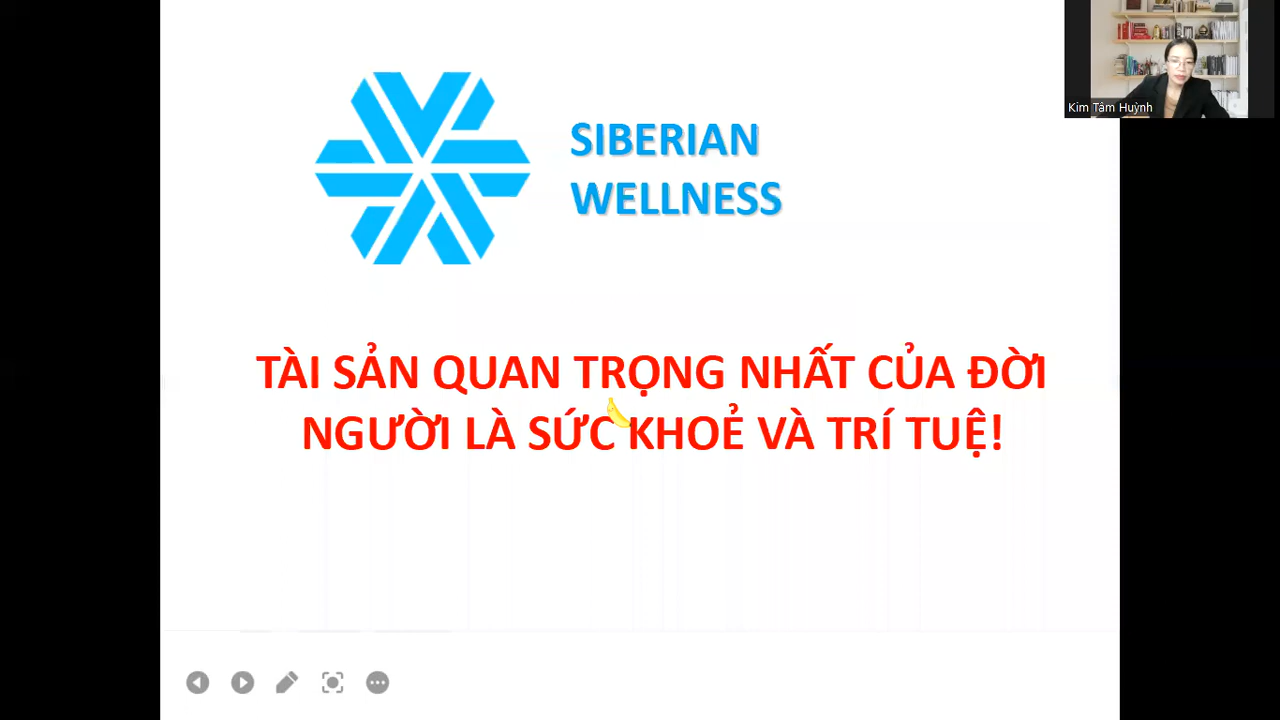 Kim Tâm Huỳnh
SIBERIAN
WELLNESS
TÀI SẢN QUAN TRỌNG NHẤT CỦA ĐỜI
NGƯỜI LÀ SỨC KHOẺ VÀ TRÍ TUỆ!